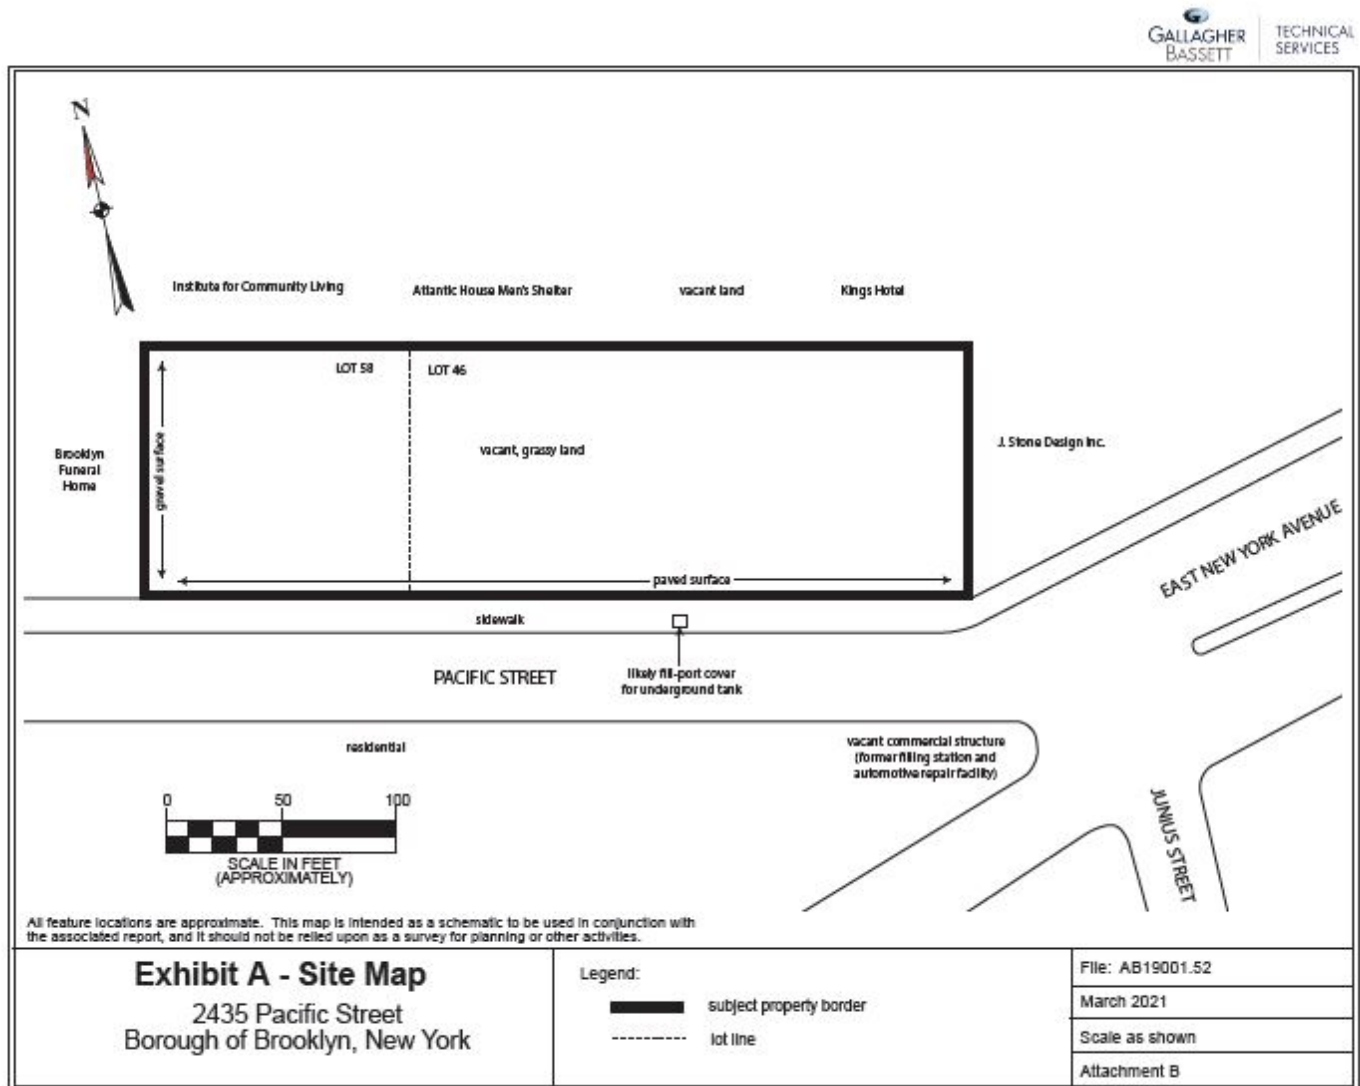 GALLAGHER
BASSETT
TECHNICAL
SERVICES
N
Institute for Community Living
Atlantic House Men's Shelter
vacant land
Kings Hotel
LOT 58
LOT 46
Brooklyn
Funeral
Home
gravel surface
vacant, grassy land
J. Stone Design Inc.
EAST NEW YORK AVENUE
paved surface
sidewalk
PACIFIC STREET
likely fill-port cover
for underground tank
residential
vacant commercial structure
(former filling station and
automotive repair facility)
JUNIUS STREET
0 50 100
SCALE IN FEET
(APPROXIMATELY)
All feature locations are approximate. This map is intended as a schematic to be used in conjunction with
the associated report, and it should not be relied upon as a survey for planning or other activities.
Exhibit A - Site Map
2435 Pacific Street
Borough of Brooklyn, New York
Legend:
subject property border
lot line
File: AB19001.52
March 2021
Scale as shown
Attachment B